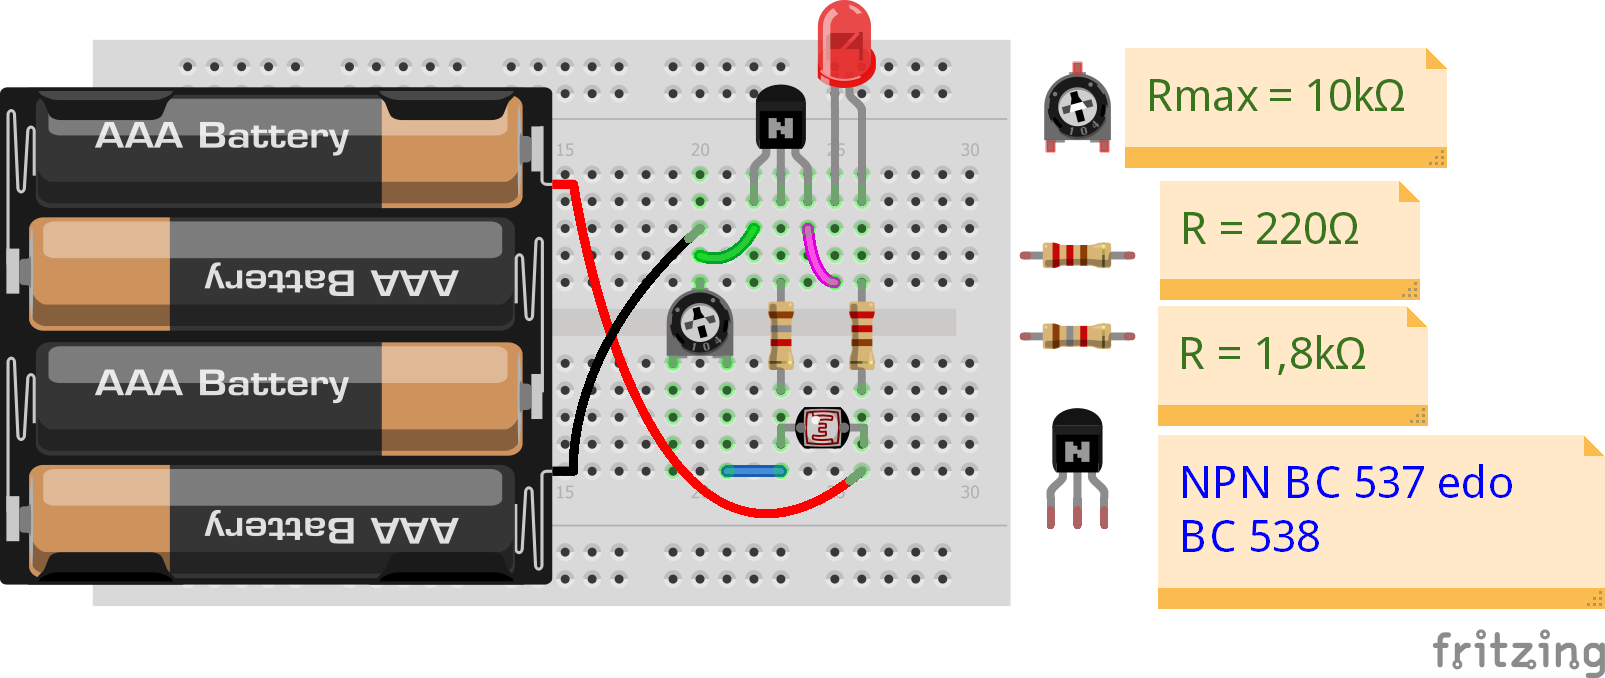 AAA Battery
AAA Battery
AAA Battery
AAA Battery
15 20 25 30
15 20 25 30
N
104
Rmax = 10kΩ
104
R = 220Ω
R = 1,8kΩ
N
NPN BC 537 edo
BC 538
fritzing